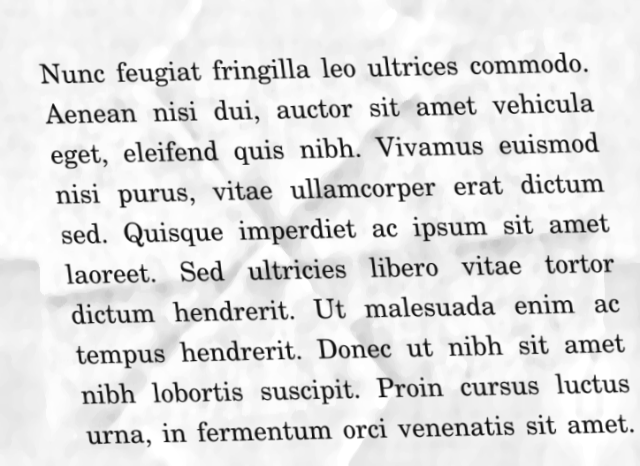 Nunc feugiat fringilla leo ultrices commodo.
Aenean nisi dui, auctor sit amet vehicula
eget, eleifend quis nibh. Vivamus euismod
nisi purus, vitae ullamcorper erat dictum
sed. Quisque imperdiet ac ipsum sit amet
laoreet. Sed ultricies libero vitae tortor
dictum hendrerit. Ut malesuada enim ac
tempus hendrerit. Donec ut nibh sit amet
nibh lobortis suscipit. Proin cursus luctus
urna, in fermentum orci venenatis sit amet.